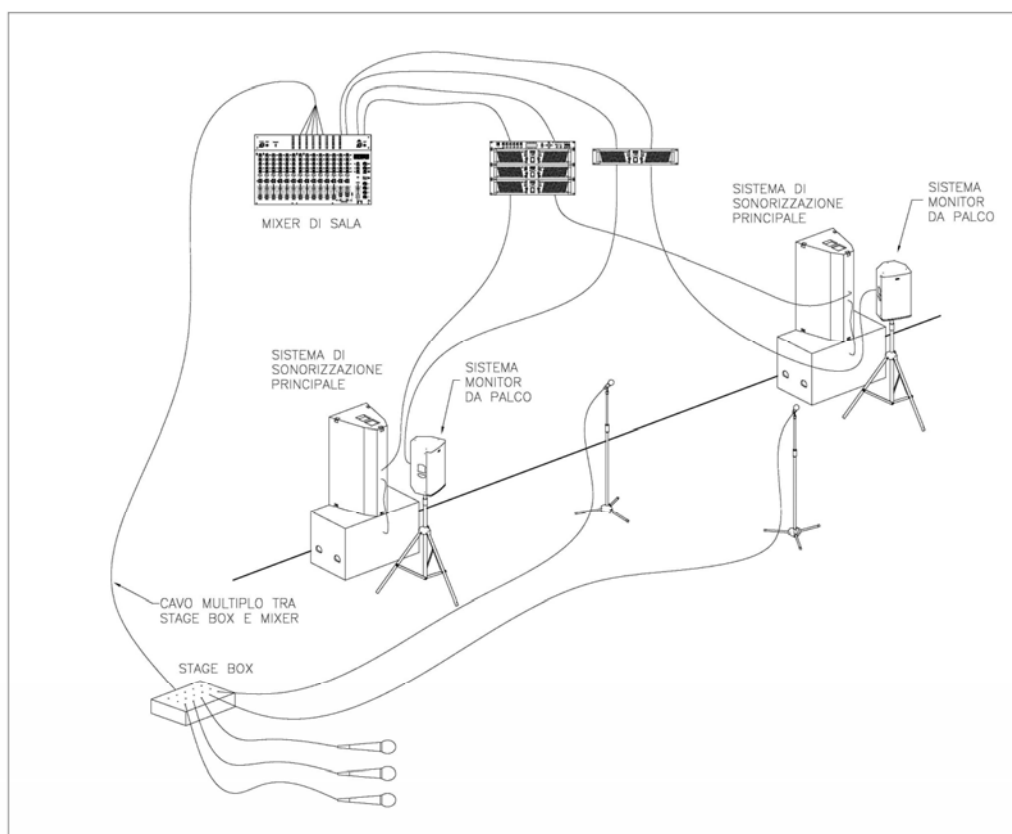 MIXER DI SALA
SISTEMA DI
SONORIZZAZIONE
PRINCIPALE
SISTEMA
MONITOR
DA PALCO
SISTEMA DI
SONORIZZAZIONE
PRINCIPALE
SISTEMA
MONITOR
DA PALCO
CAVO MULTIPLO TRA
STAGE BOX E MIXER
STAGE BOX